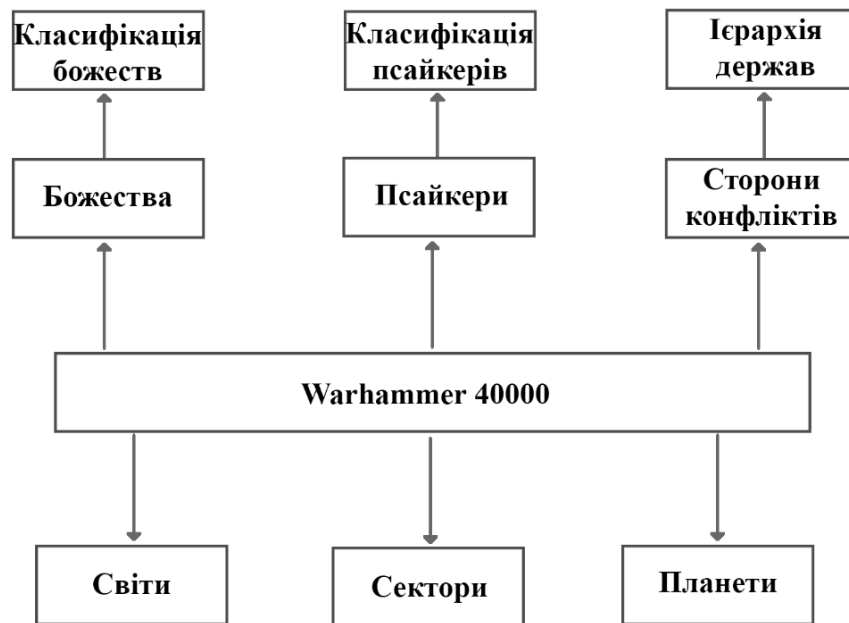 Класифікація
божеств
Класифікація
псайкерів
Ієрархія
держав
Божества
Псайкери
Сторони
конфліктів
Warhammer 40000
Світи
Сектори
Планети